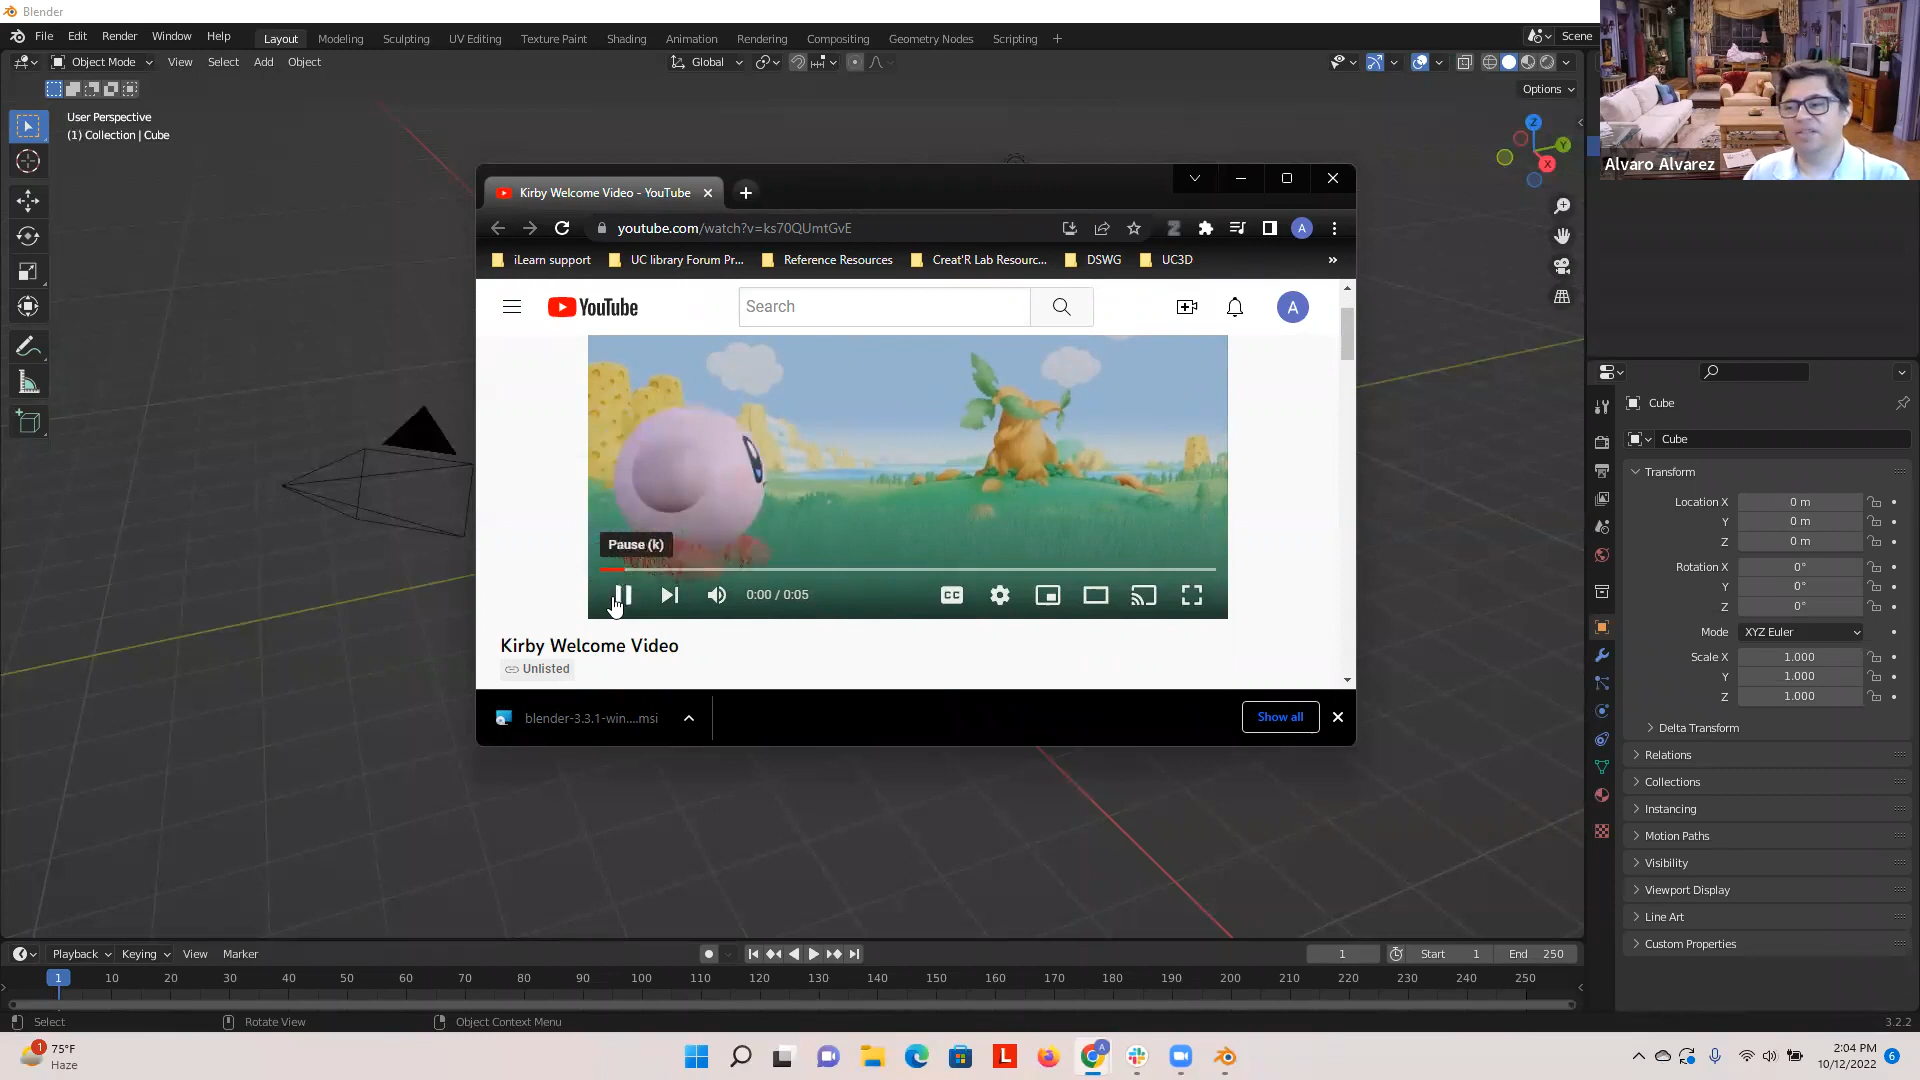 Blender
File Edit Render Window Help
Layout Modeling Sculpting UV Editing Texture Paint Shading Animation Rendering Compositing Geometry Nodes Scripting +
Scene
Object Mode View Select Add Object
Global
Options
User Perspective
(1) Collection | Cube
Z
Y
X
Alvaro Alvarez
Kirby Welcome Video - YouTube
youtube.com/watch?v=ks70QUmtGvE
A
iLearn support UC library Forum Pr... Reference Resources Creat'R Lab Resourc... DSWG UC3D »
YouTube
Search
A
Pause (k)
0:00 / 0:05
CC
Kirby Welcome Video
Unlisted
blender-3.3.1-win....msi
Show all
Cube
Cube
Transform
Location X 0 m
Y 0 m
Z 0 m
Rotation X 0°
Y 0°
Z 0°
Mode XYZ Euler
Scale X 1.000
Y 1.000
Z 1.000
Delta Transform
Relations
Collections
Instancing
Motion Paths
Visibility
Viewport Display
Line Art
Custom Properties
Playback Keying View Marker
1 Start 1 End 250
1 10 20 30 40 50 60 70 80 90 100 110 120 130 140 150 160 170 180 190 200 210 220 230 240 250
Select Rotate View Object Context Menu
3.2.2
1
75°F
Haze
L
A
2:04 PM
10/12/2022
6